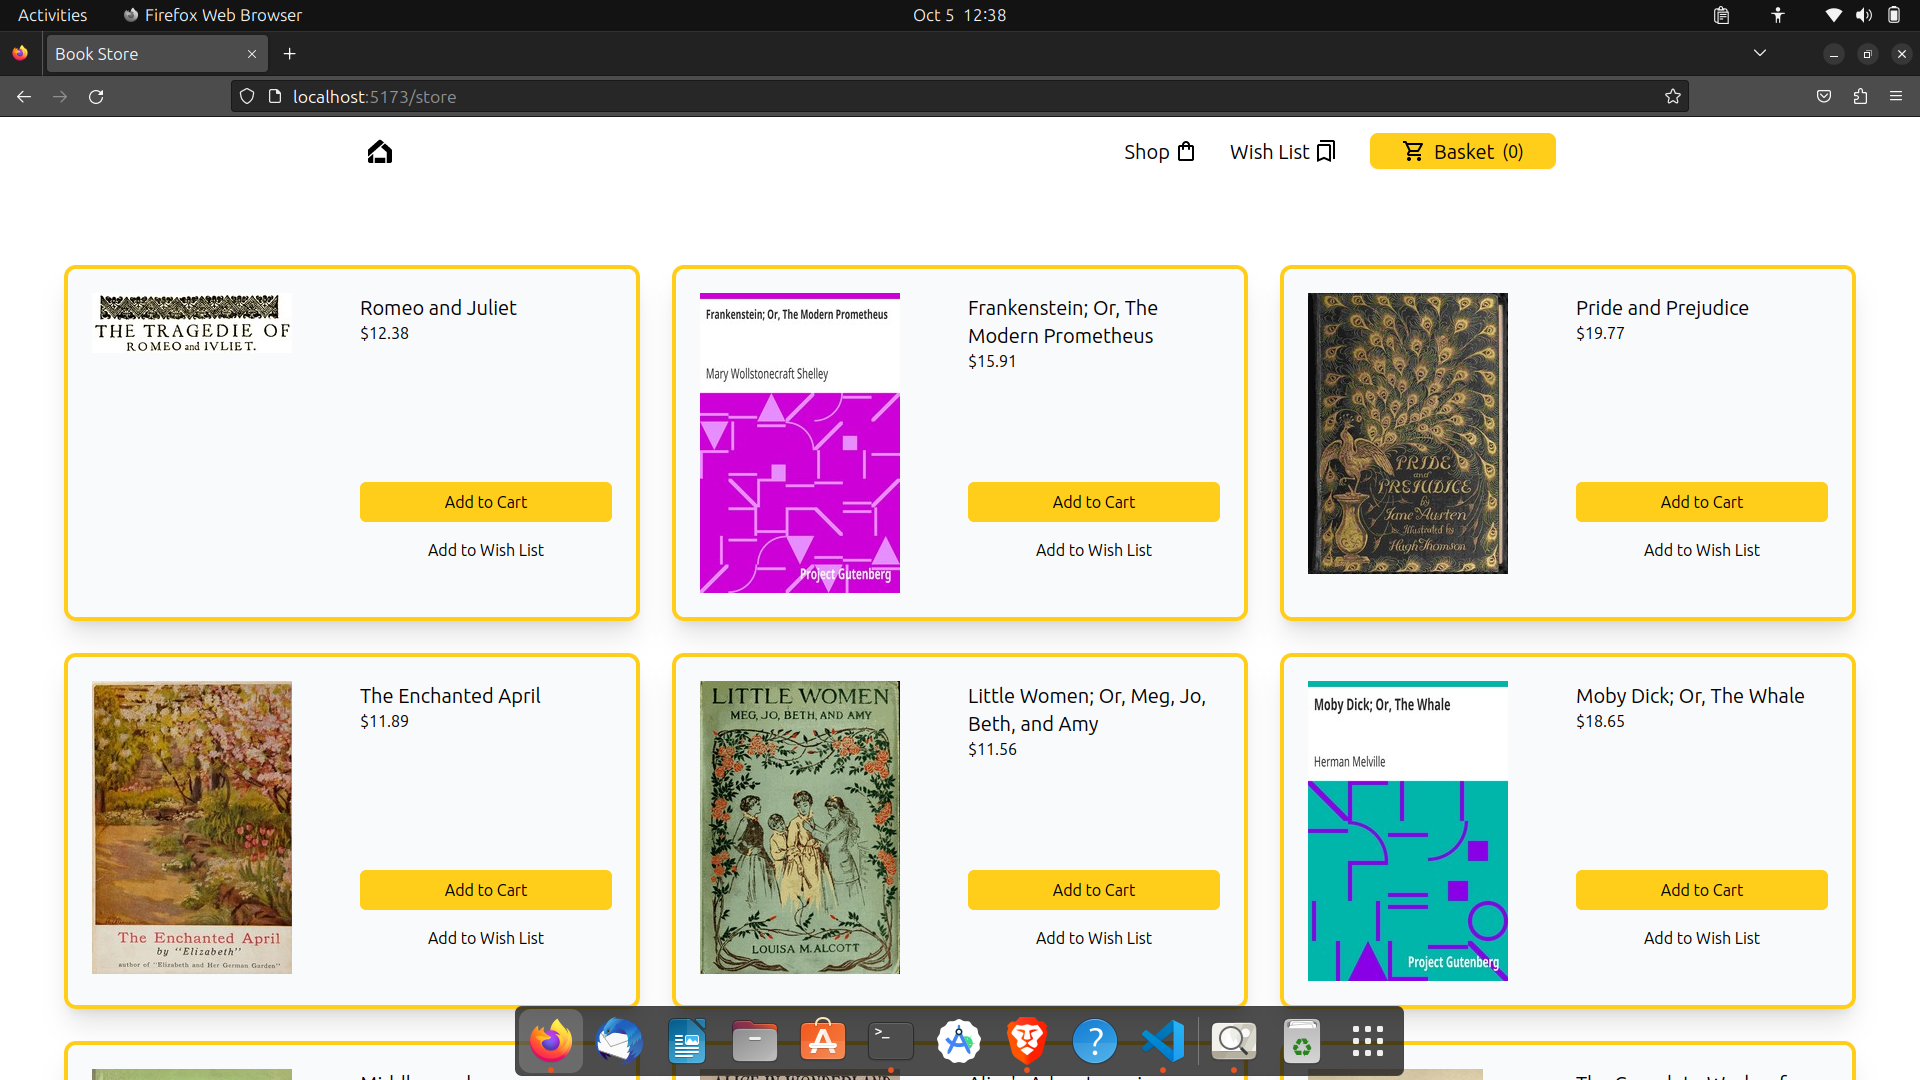 Activities
Firefox Web Browser
Oct 5 12:38
Book Store
localhost:5173/store
Shop
Wish List
Basket (0)
THE TRAGEDIE OF
ROMEO and IVLIET.
Romeo and Juliet
$12.38
Add to Cart
Add to Wish List
Frankenstein; Or, The Modern Prometheus
Mary Wollstonecraft Shelley
Project Gutenberg
Frankenstein; Or, The
Modern Prometheus
$15.91
Add to Cart
Add to Wish List
PRIDE
and
PREJUDICE
by
Jane Austen
Illustrated by
Hugh Thomson
Pride and Prejudice
$19.77
Add to Cart
Add to Wish List
The Enchanted April
by "Elizabeth"
author of "Elizabeth and Her German Garden"
The Enchanted April
$11.89
Add to Cart
Add to Wish List
LITTLE WOMEN
MEG, JO, BETH, AND AMY
LOUISA M. ALCOTT
Little Women; Or, Meg, Jo,
Beth, and Amy
$11.56
Add to Cart
Add to Wish List
Moby Dick; Or, The Whale
Herman Melville
Project Gutenberg
Moby Dick; Or, The Whale
$18.65
Add to Cart
Add to Wish List